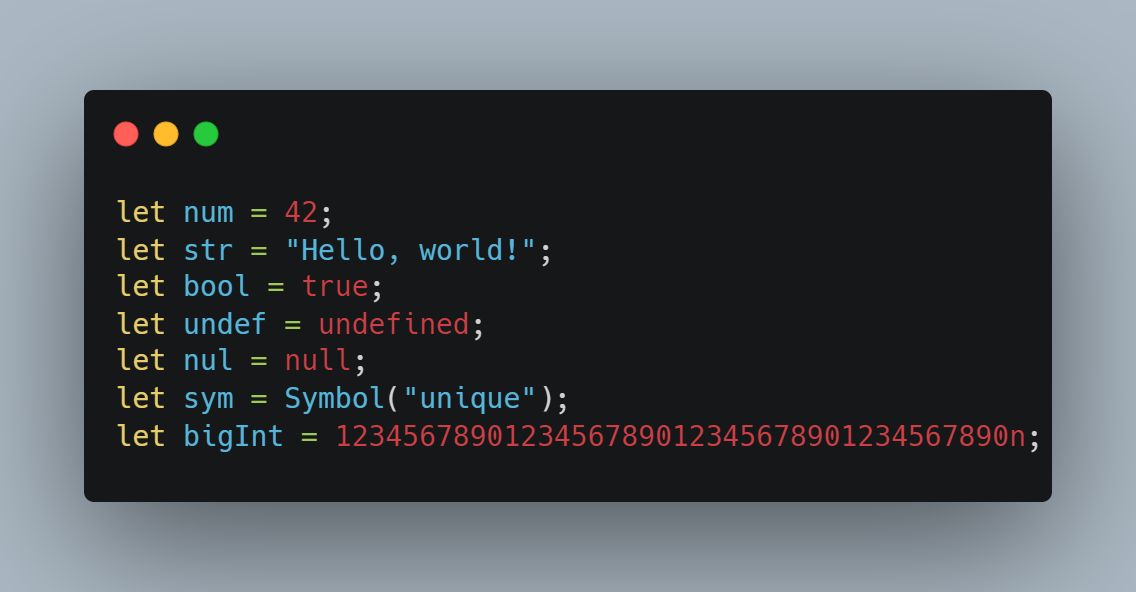 let num = 42;
let str = "Hello, world!";
let bool = true;
let undef = undefined;
let nul = null;
let sym = Symbol("unique");
let bigInt = 1234567890123456789012345678901234567890n;